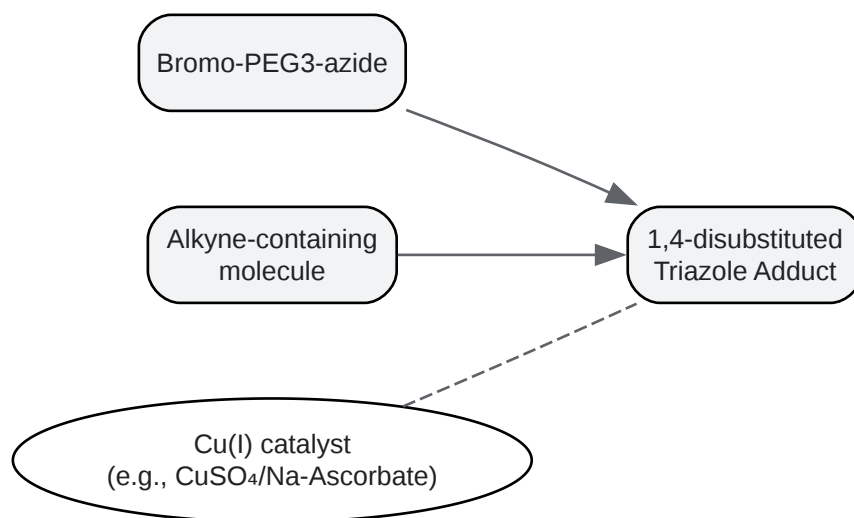 Bromo-PEG3-azide
Alkyne-containing
molecule
1,4-disubstituted
Triazole Adduct
Cu(I) catalyst
(e.g., CuSO₄/Na-Ascorbate)